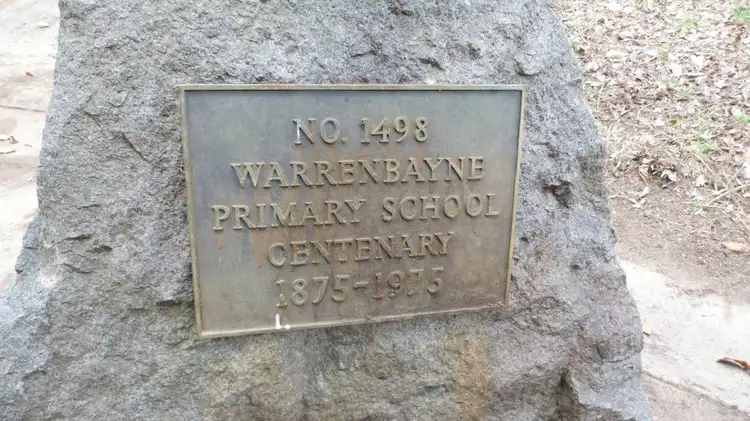 NO. 1498
WARRENBAYNE
PRIMARY SCHOOL
CENTENARY
1875-1975